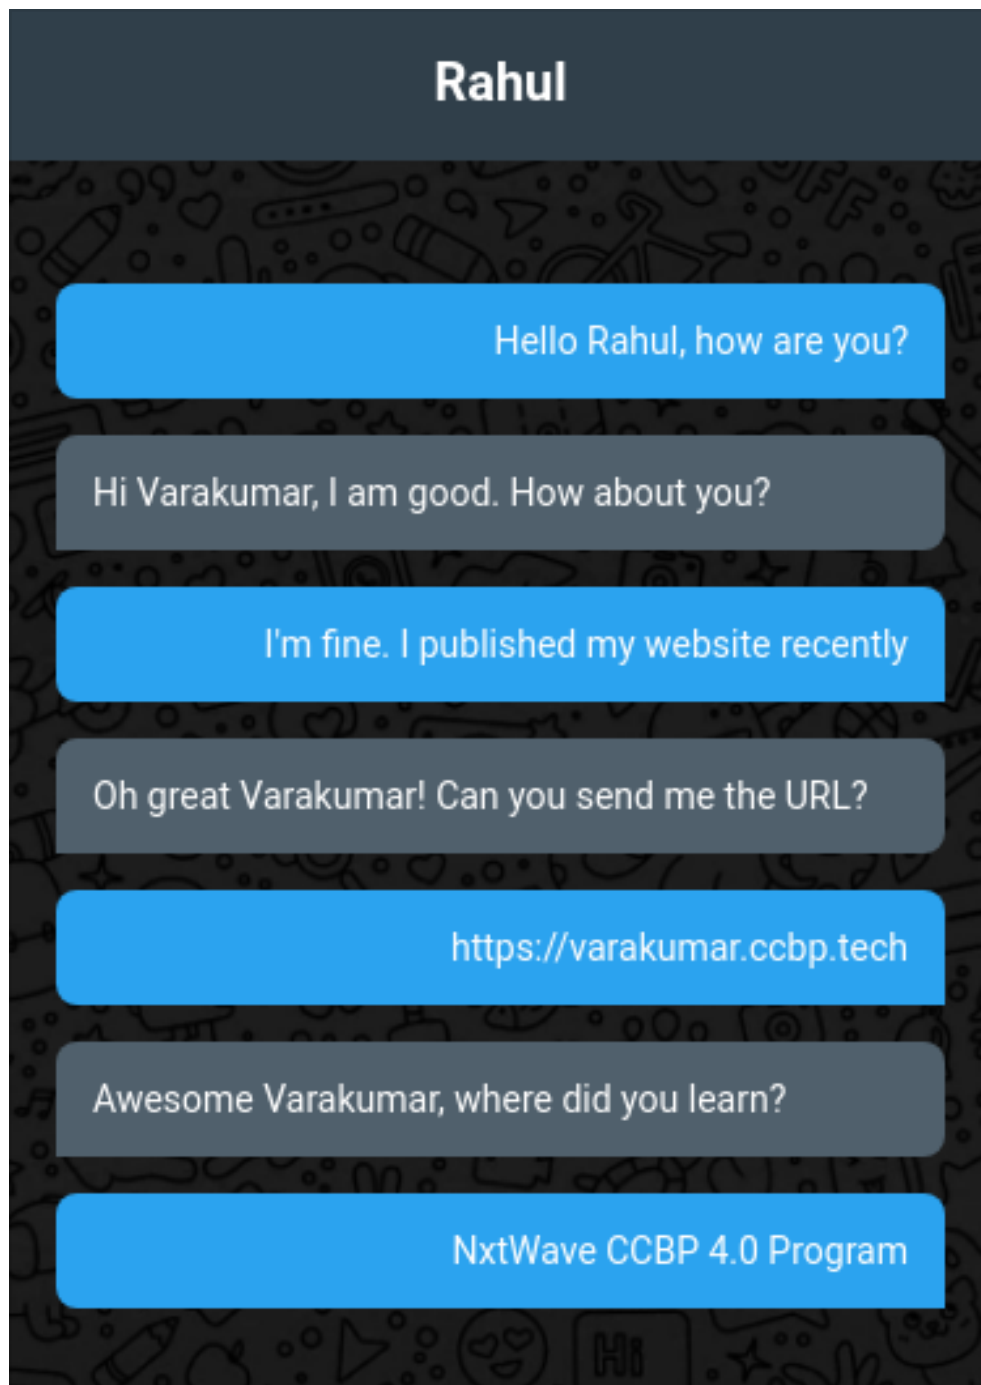 Rahul
OFF
Hello Rahul, how are you?
Hi Varakumar, I am good. How about you?
I'm fine. I published my website recently
Oh great Varakumar! Can you send me the URL?
https://varakumar.ccbp.tech
Awesome Varakumar, where did you learn?
NxtWave CCBP 4.0 Program
Hi